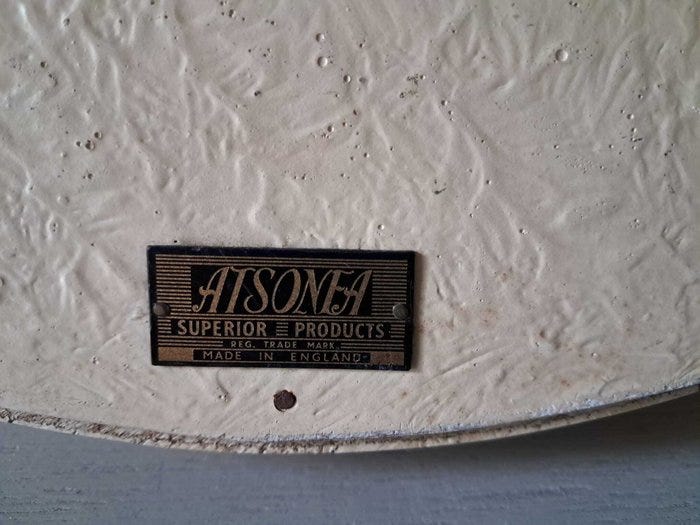 ATSONEA
SUPERIOR PRODUCTS
REG. TRADE MARK.
MADE IN ENGLAND